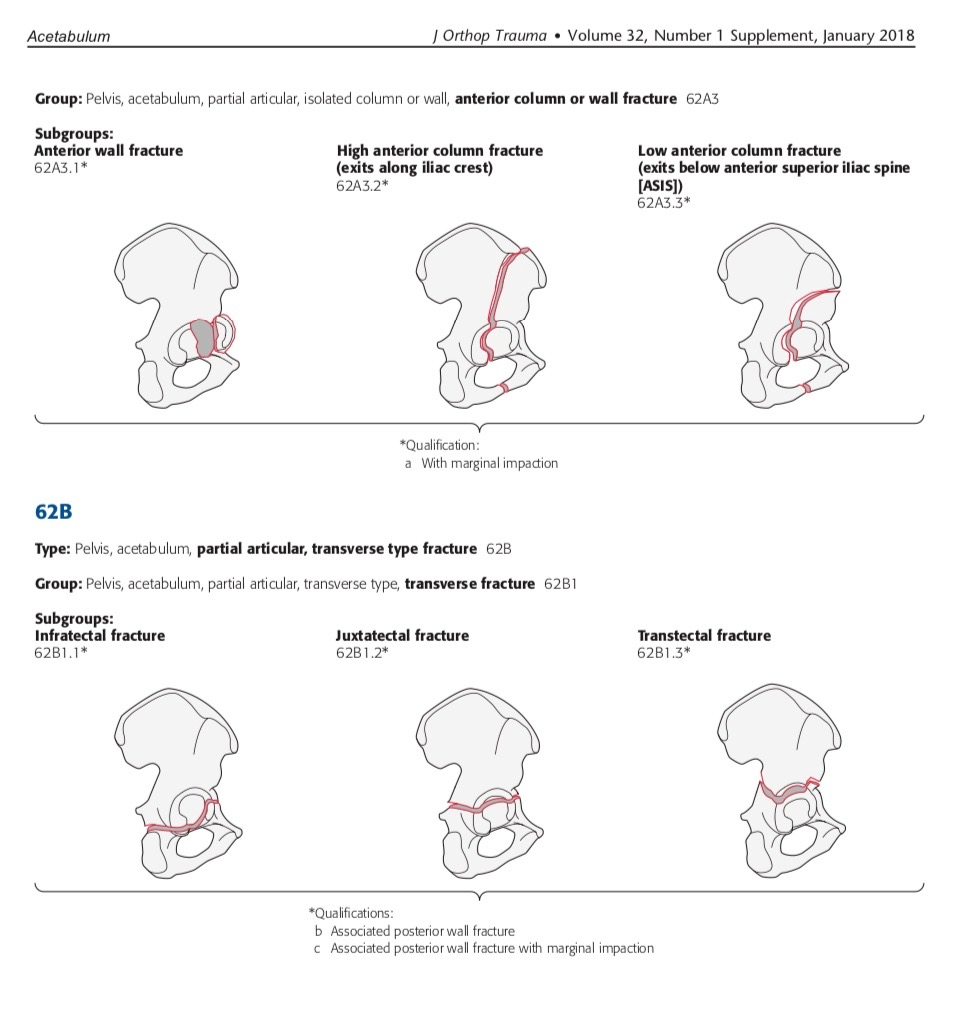 Acetabulum
J Orthop Trauma • Volume 32, Number 1 Supplement, January 2018
Group: Pelvis, acetabulum, partial articular, isolated column or wall, anterior column or wall fracture 62A3
Subgroups:
Anterior wall fracture
62A3.1*
High anterior column fracture
(exits along iliac crest)
62A3.2*
Low anterior column fracture
(exits below anterior superior iliac spine
[ASIS])
62A3.3*
*Qualification:
a With marginal impaction
62B
Type: Pelvis, acetabulum, partial articular, transverse type fracture 62B
Group: Pelvis, acetabulum, partial articular, transverse type, transverse fracture 62B1
Subgroups:
Infratectal fracture
62B1.1*
Juxtatectal fracture
62B1.2*
Transtectal fracture
62B1.3*
*Qualifications:
b Associated posterior wall fracture
c Associated posterior wall fracture with marginal impaction